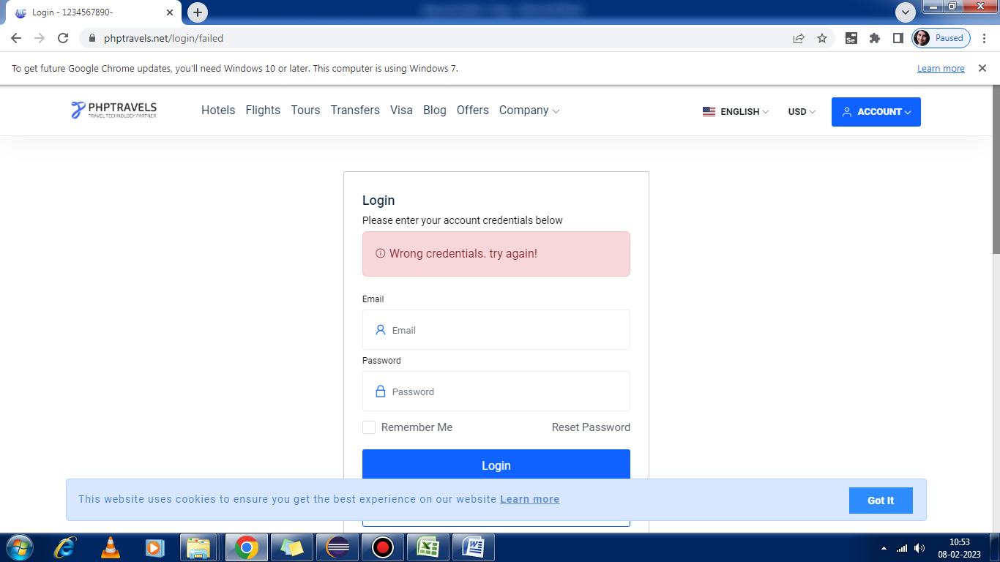 Login - 1234567890-
phptravels.net/login/failed
Se
Paused
To get future Google Chrome updates, you'll need Windows 10 or later. This computer is using Windows 7.
Learn more
PHPTRAVELS
TRAVEL TECHNOLOGY PARTNER
Hotels Flights Tours Transfers Visa Blog Offers Company
ENGLISH
USD
ACCOUNT
Login
Please enter your account credentials below
Wrong credentials. try again!
Email
Email
Password
Password
Remember Me
Reset Password
Login
This website uses cookies to ensure you get the best experience on our website Learn more
Got It
10:53
08-02-2023